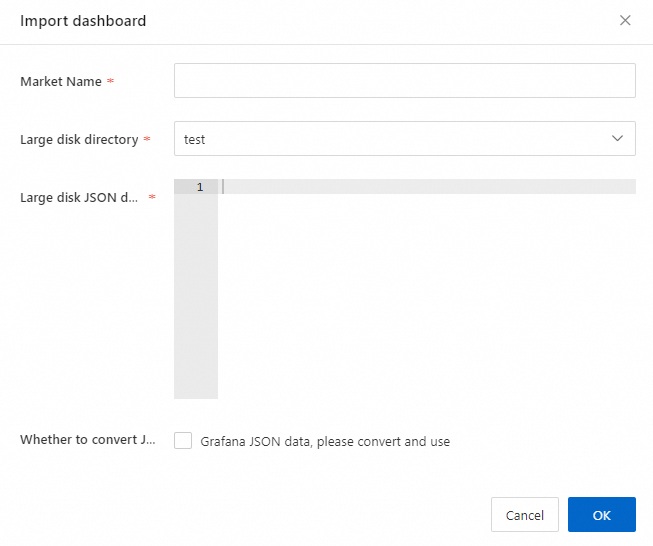 Import dashboard
Market Name *
Large disk directory * test
Large disk JSON d... * 1
Whether to convert J... Grafana JSON data, please convert and use
Cancel OK